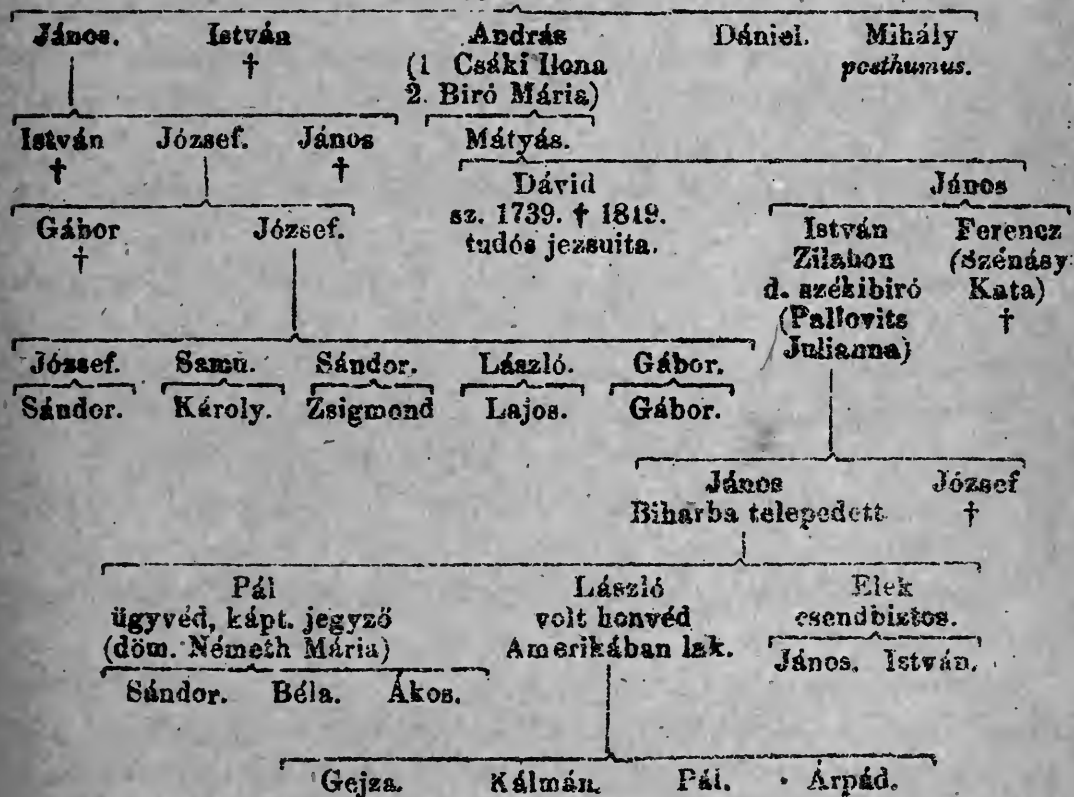 János. István András Dániel. Mihály
† (1 Csáki Ilona posthumus.
2. Biró Mária)
István József. János Mátyás.
† †
Dávid János
Gábor József. sz. 1739. † 1819. István Ferencz
† tudós jezsuita. Zilahon (Szénásy
d. székibiró Kata)
(Pallovits †
Julianna)
József. Samu. Sándor. László. Gábor.
Sándor. Károly. Zsigmond Lajos. Gábor.
János József
Biharba telepedett †
Pál László Elek
ügyvéd, kápt. jegyző volt honvéd csendbiztos.
(döm. Németh Mária) Amerikában lak. János. István.
Sándor. Béla. Ákos.
Gejza. Kálmán. Pál. Árpád.